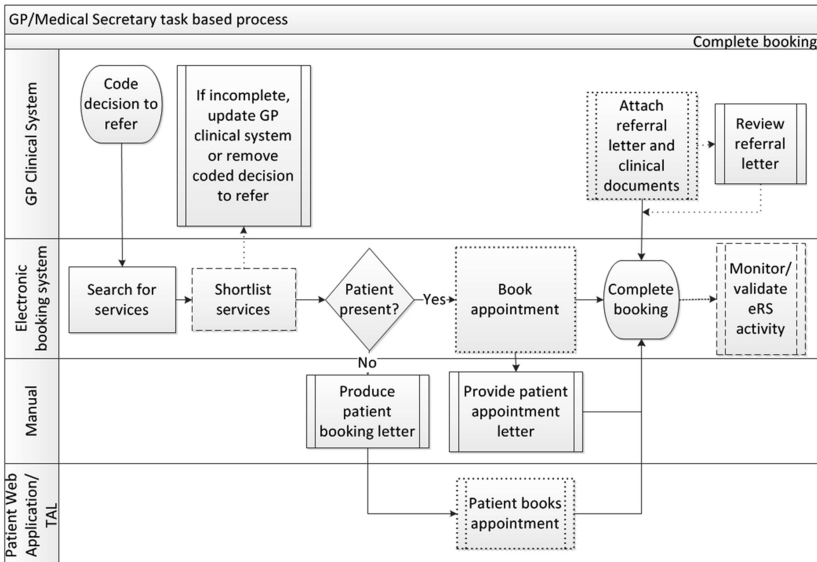 GP/Medical Secretary task based process
Complete booking
GP Clinical System
Code
decision to
refer
If incomplete,
update GP
clinical system
or remove
coded decision
to refer
Attach
referral
letter and
clinical
documents
Review
referral
letter
Electronic
booking system
Search for
services
Shortlist
services
Patient
present?
Yes
Book
appointment
Complete
booking
Monitor/
validate
eRS
activity
No
Manual
Produce
patient
booking letter
Provide patient
appointment
letter
Patient Web
Application/
TAL
Patient books
appointment